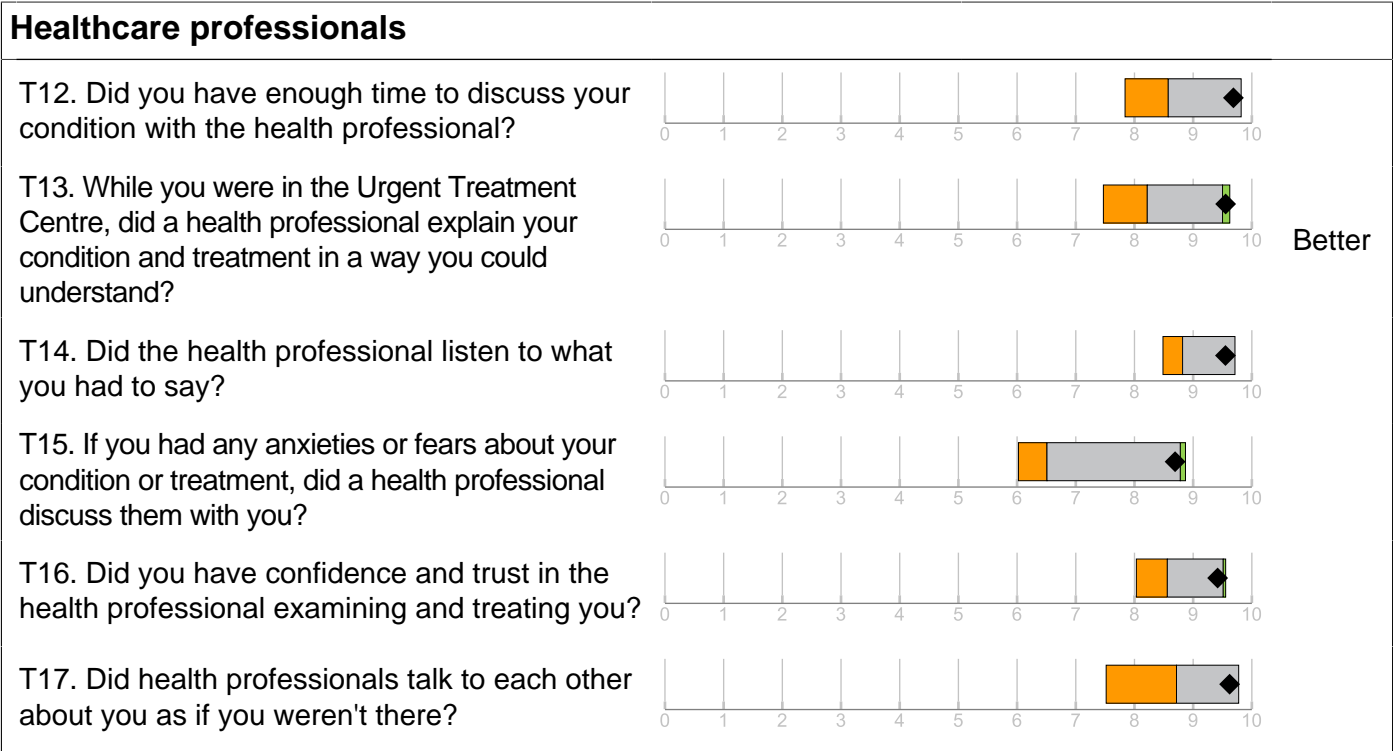 Healthcare professionals
T12. Did you have enough time to discuss your
condition with the health professional?
0 1 2 3 4 5 6 7 8 9 10
T13. While you were in the Urgent Treatment
Centre, did a health professional explain your
condition and treatment in a way you could
understand?
0 1 2 3 4 5 6 7 8 9 10
Better
T14. Did the health professional listen to what
you had to say?
0 1 2 3 4 5 6 7 8 9 10
T15. If you had any anxieties or fears about your
condition or treatment, did a health professional
discuss them with you?
0 1 2 3 4 5 6 7 8 9 10
T16. Did you have confidence and trust in the
health professional examining and treating you?
0 1 2 3 4 5 6 7 8 9 10
T17. Did health professionals talk to each other
about you as if you weren't there?
0 1 2 3 4 5 6 7 8 9 10